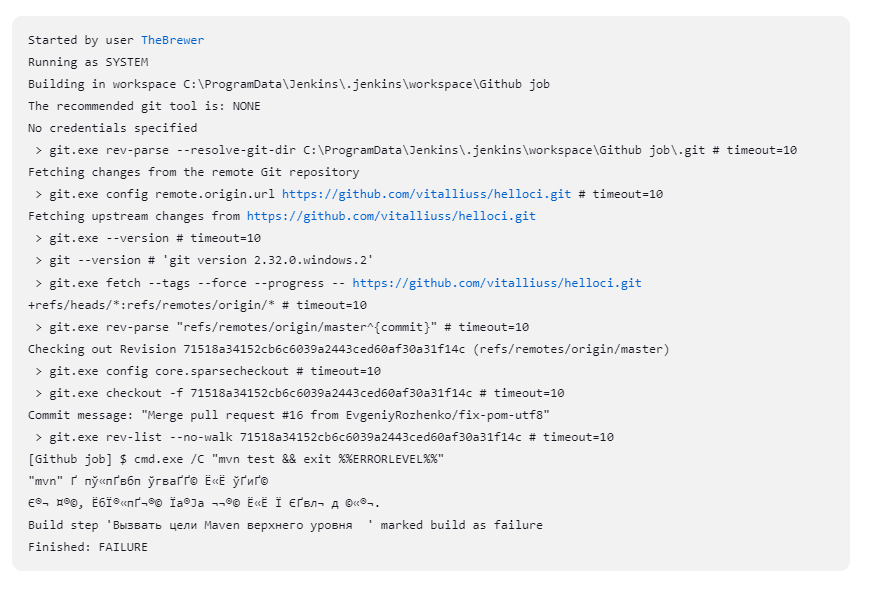 Started by user TheBrewer
Running as SYSTEM
Building in workspace C:\ProgramData\Jenkins\.jenkins\workspace\Github job
The recommended git tool is: NONE
No credentials specified
> git.exe rev-parse --resolve-git-dir C:\ProgramData\Jenkins\.jenkins\workspace\Github job\.git # timeout=10
Fetching changes from the remote Git repository
> git.exe config remote.origin.url https://github.com/vitalliuss/helloci.git # timeout=10
Fetching upstream changes from https://github.com/vitalliuss/helloci.git
> git.exe --version # timeout=10
> git --version # 'git version 2.32.0.windows.2'
> git.exe fetch --tags --force --progress -- https://github.com/vitalliuss/helloci.git
+refs/heads/*:refs/remotes/origin/* # timeout=10
> git.exe rev-parse "refs/remotes/origin/master^{commit}" # timeout=10
Checking out Revision 71518a34152cb6c6039a2443ced60af30a31f14c (refs/remotes/origin/master)
> git.exe config core.sparsecheckout # timeout=10
> git.exe checkout -f 71518a34152cb6c6039a2443ced60af30a31f14c # timeout=10
Commit message: "Merge pull request #16 from EvgeniyRozhenko/fix-pom-utf8"
> git.exe rev-list --no-walk 71518a34152cb6c6039a2443ced60af30a31f14c # timeout=10
[Github job] $ cmd.exe /C "mvn test && exit %%ERRORLEVEL%%"
"mvn"
Build step 'Вызвать цели Maven верхнего уровня  ' marked build as failure
Finished: FAILURE